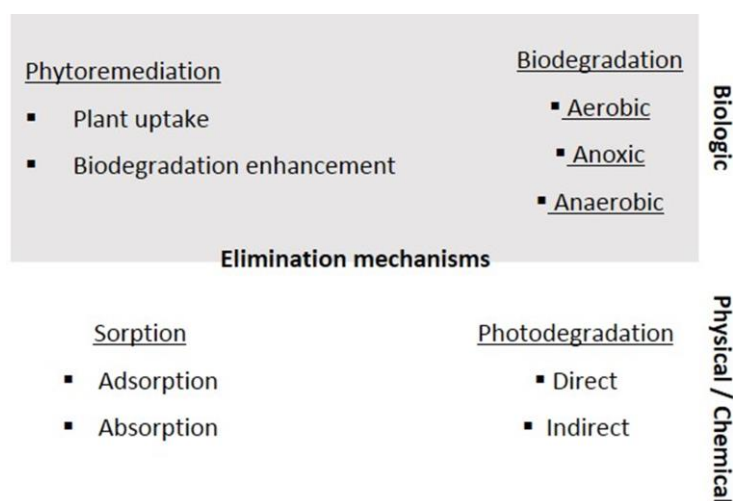 Phytoremediation
▪ Plant uptake
▪ Biodegradation enhancement
Biodegradation
▪ Aerobic
▪ Anoxic
▪ Anaerobic
Biologic
Elimination mechanisms
Sorption
▪ Adsorption
▪ Absorption
Photodegradation
▪ Direct
▪ Indirect
Physical / Chemical